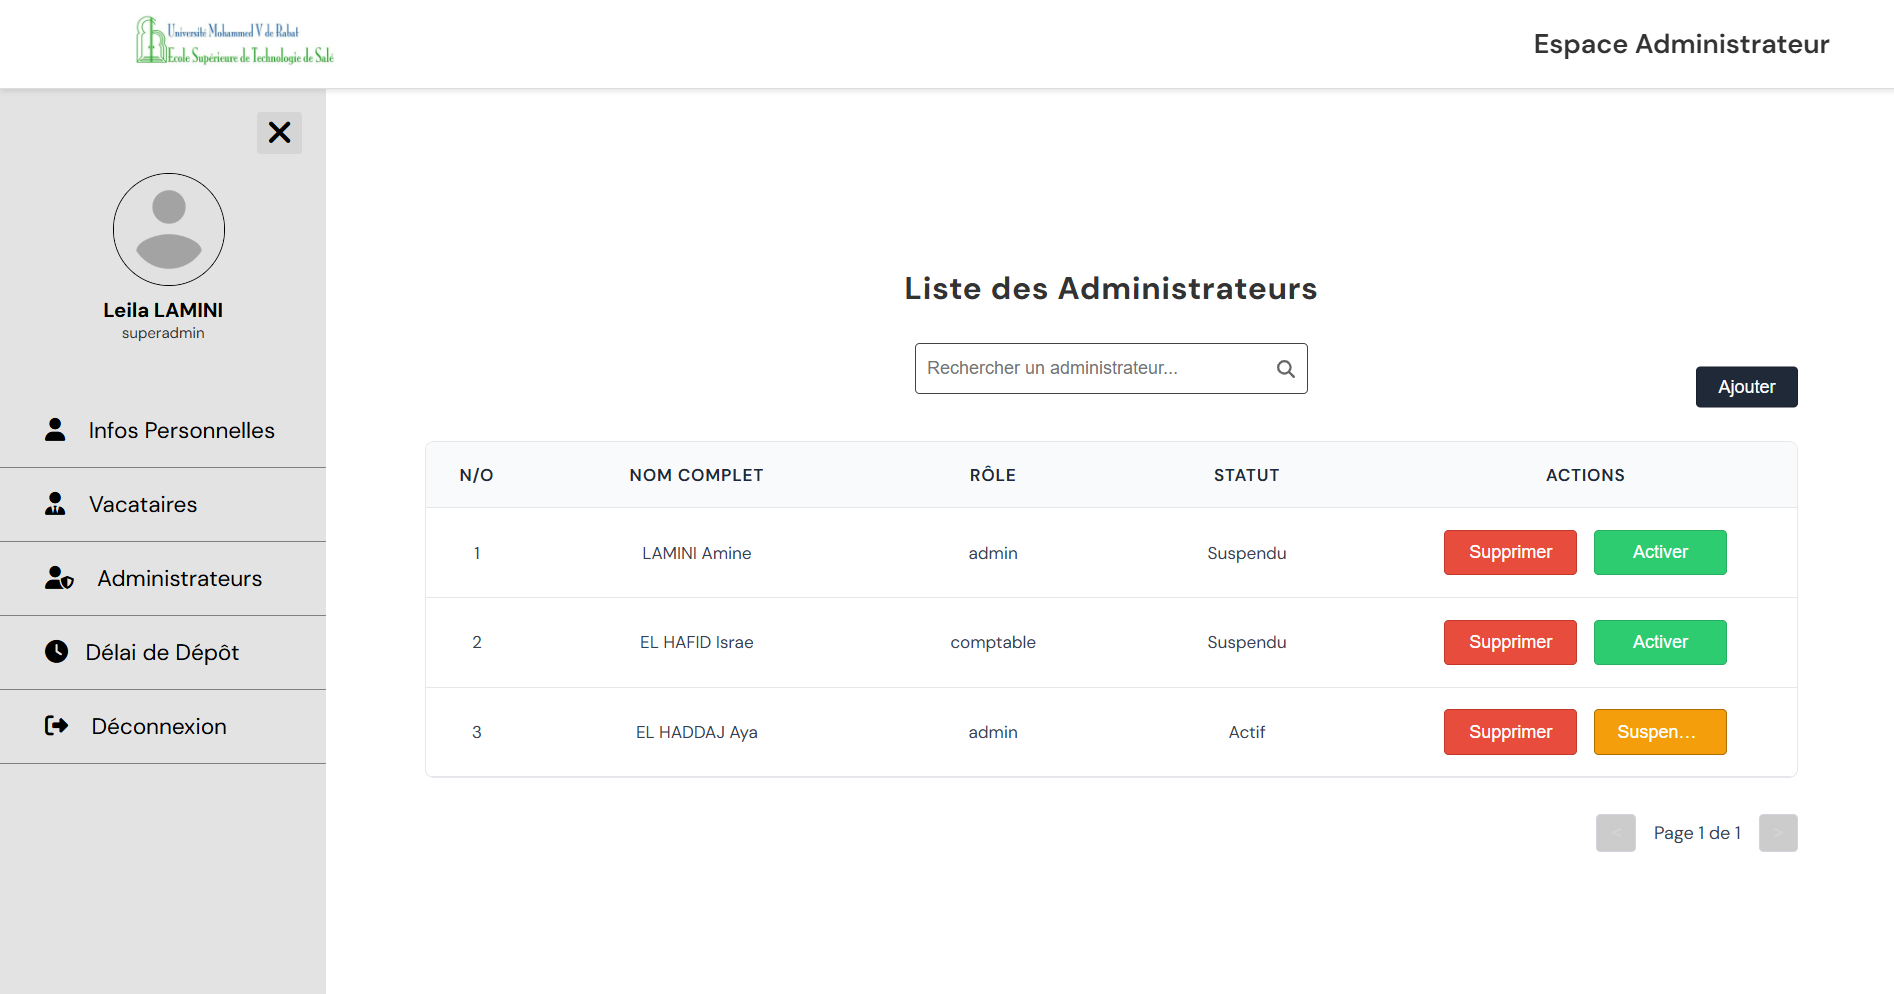 Université Mohammed V de Rabat
Ecole Supérieure de Technologie de Salé
Espace Administrateur
Leila LAMINI
superadmin
Infos Personnelles
Vacataires
Administrateurs
Délai de Dépôt
Déconnexion
Liste des Administrateurs
Rechercher un administrateur...
Ajouter
N/O NOM COMPLET RÔLE STATUT ACTIONS
1 LAMINI Amine admin Suspendu Supprimer Activer
2 EL HAFID Israe comptable Suspendu Supprimer Activer
3 EL HADDAJ Aya admin Actif Supprimer Suspen...
< Page 1 de 1 >